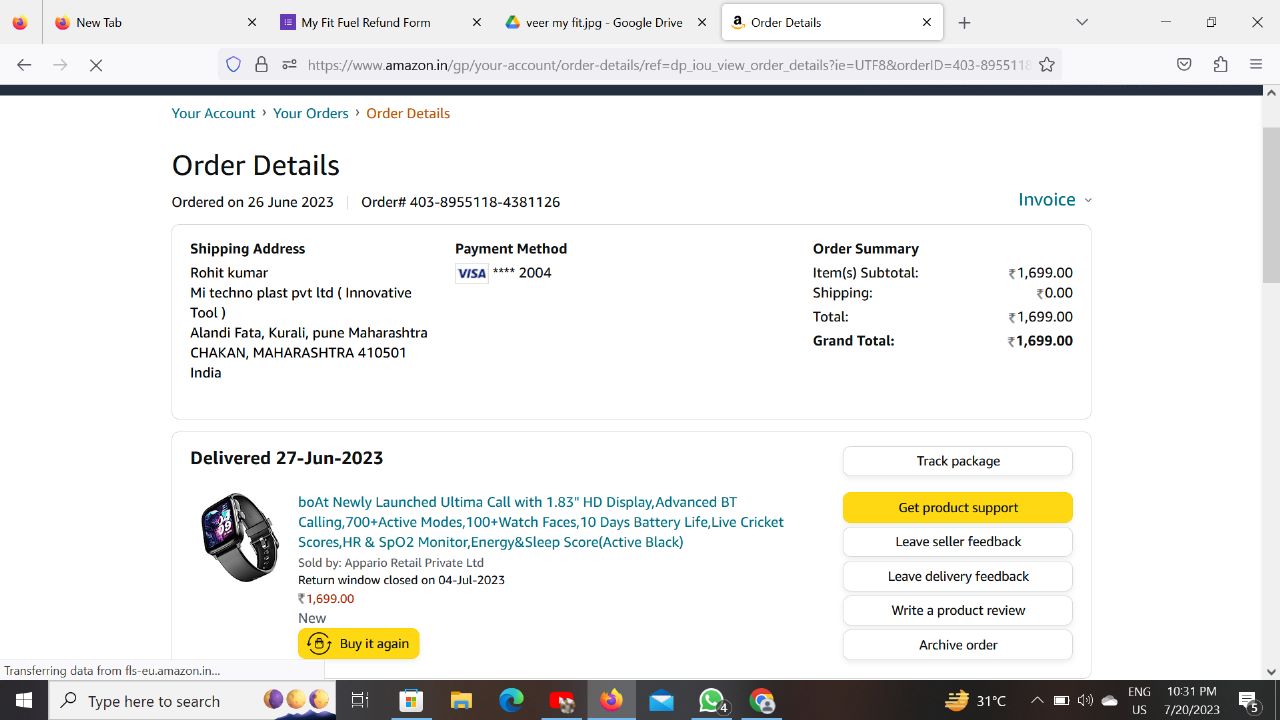 New Tab
My Fit Fuel Refund Form
veer my fit.jpg - Google Drive
Order Details
https://www.amazon.in/gp/your-account/order-details/ref=dp_iou_view_order_details?ie=UTF8&orderID=403-8955118
Your Account › Your Orders › Order Details
Order Details
Ordered on 26 June 2023 | Order# 403-8955118-4381126
Invoice
Shipping Address
Rohit kumar
Mi techno plast pvt ltd ( Innovative
Tool )
Alandi Fata, Kurali, pune Maharashtra
CHAKAN, MAHARASHTRA 410501
India
Payment Method
VISA **** 2004
Order Summary
Item(s) Subtotal: ₹1,699.00
Shipping: ₹0.00
Total: ₹1,699.00
Grand Total: ₹1,699.00
Delivered 27-Jun-2023
boAt Newly Launched Ultima Call with 1.83" HD Display,Advanced BT
Calling,700+Active Modes,100+Watch Faces,10 Days Battery Life,Live Cricket
Scores,HR & SpO2 Monitor,Energy&Sleep Score(Active Black)
Sold by: Appario Retail Private Ltd
Return window closed on 04-Jul-2023
₹1,699.00
New
Buy it again
Track package
Get product support
Leave seller feedback
Leave delivery feedback
Write a product review
Archive order
Transferring data from fls-eu.amazon.in...
Type here to search
4
31°C
ENG
US
10:31 PM
7/20/2023
5